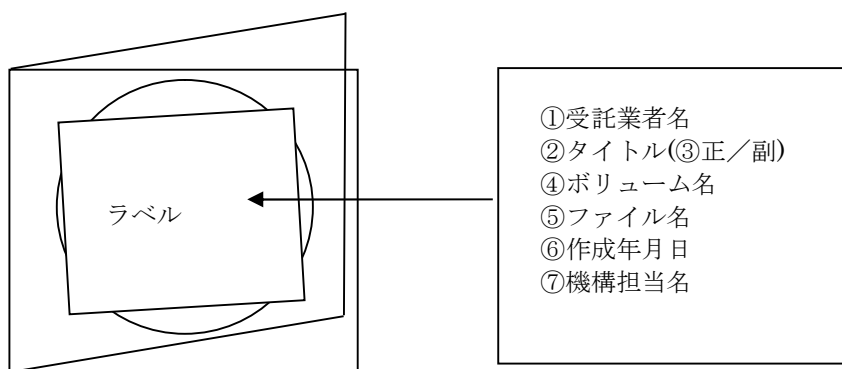 ラベル
①受託業者名
②タイトル(③正／副)
④ボリューム名
⑤ファイル名
⑥作成年月日
⑦機構担当名